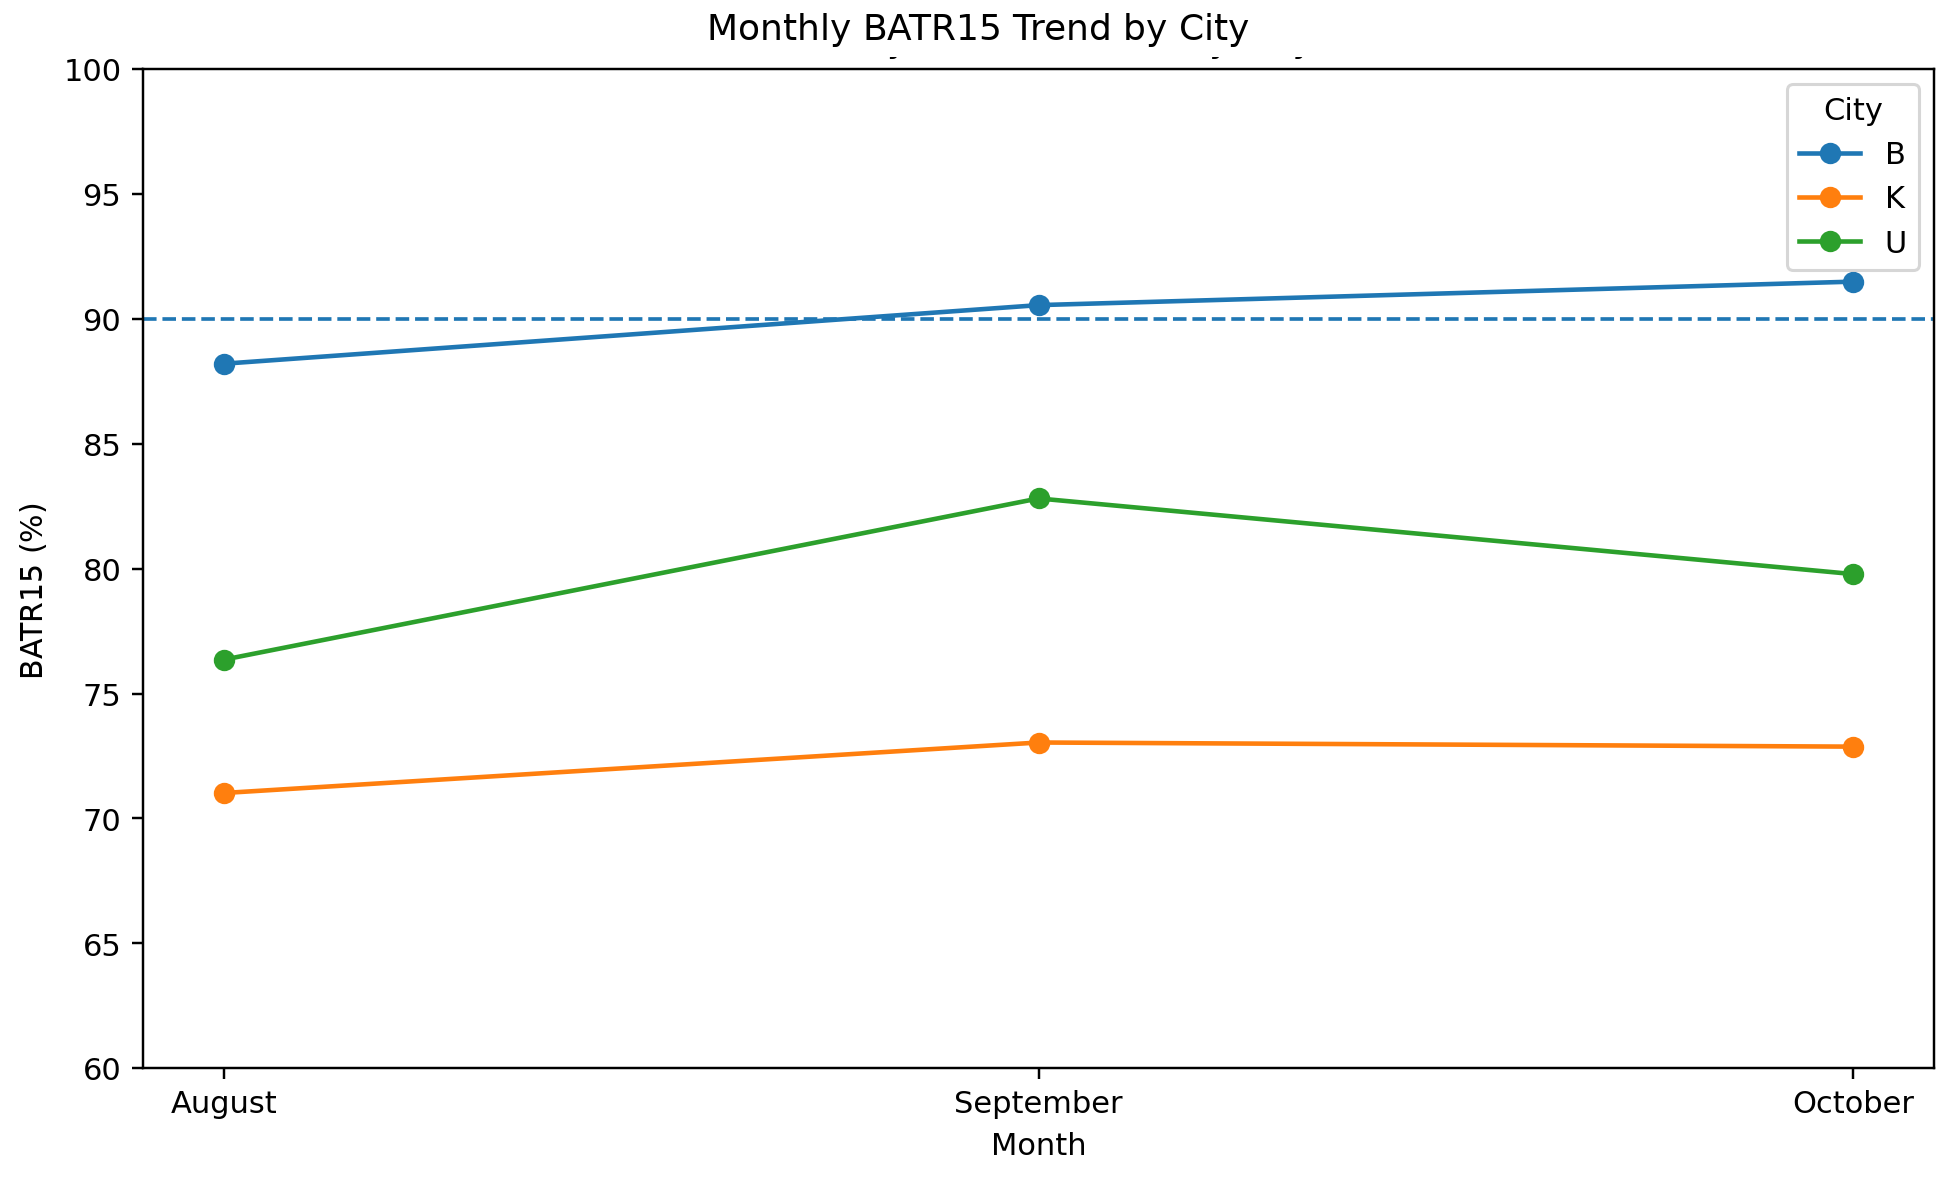 Monthly BATR15 Trend by City
100
95
90
85
80
75
70
65
60
BATR15 (%)
City
B
K
U
August
September
October
Month